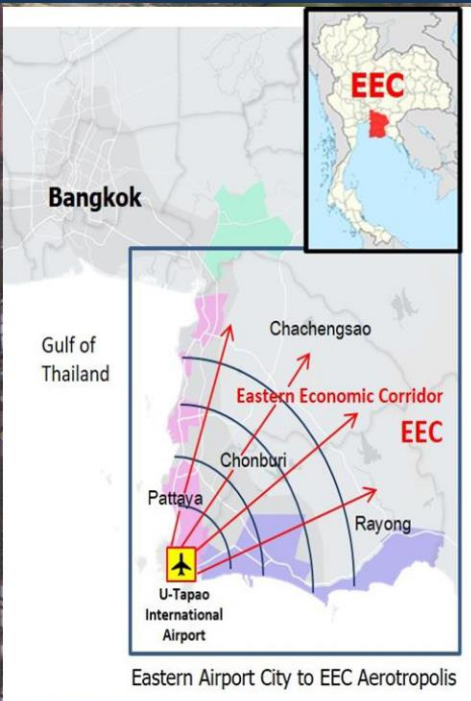 EEC
Bangkok
Gulf of
Thailand
Chachengsao
Eastern Economic Corridor
EEC
Chonburi
Pattaya
Rayong
U-Tapao
International
Airport
Eastern Airport City to EEC Aerotropolis